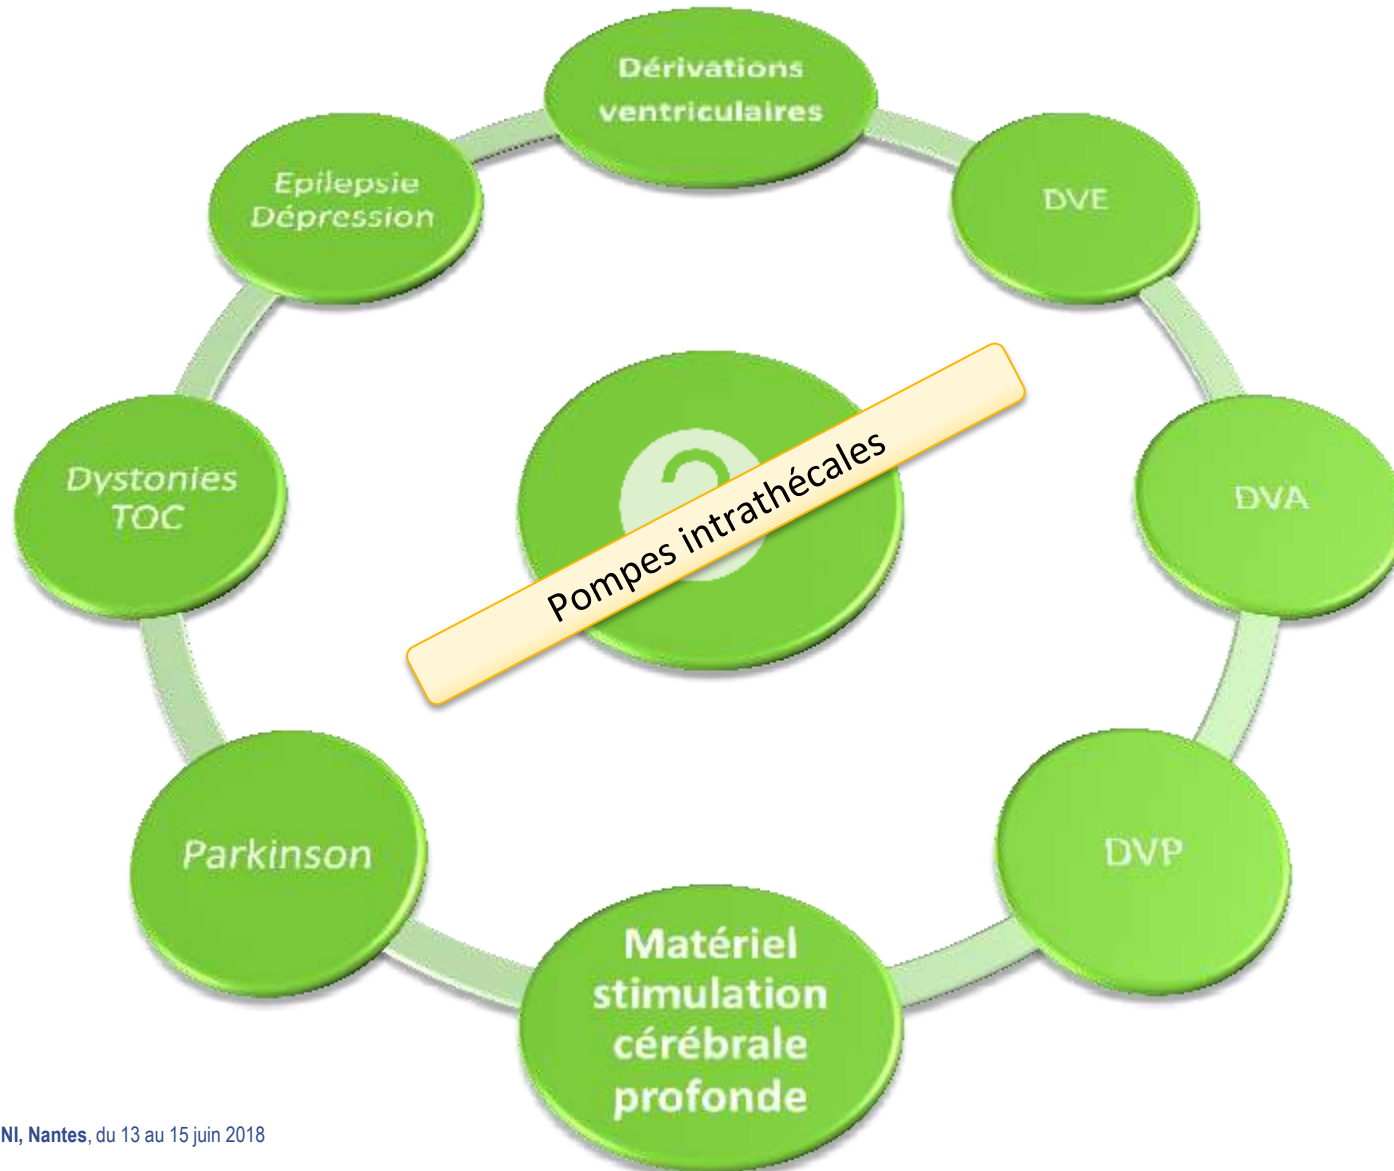 Dérivations
ventriculaires
DVE
DVA
DVP
Matériel
stimulation
cérébrale
profonde
Parkinson
Dystonies
TOC
Epilepsie
Dépression
?
Pompes intrathécales
NI, Nantes, du 13 au 15 juin 2018